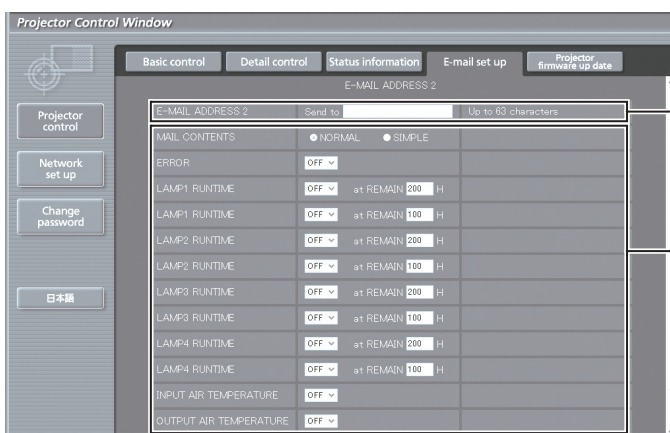 Projector Control Window
Basic control
Detail control
Status information
E-mail set up
Projector firmware up date
E-MAIL ADDRESS 2
E-MAIL ADDRESS 2 Send to Up to 63 characters
Projector control
Network set up
Change password
日本語
MAIL CONTENTS NORMAL SIMPLE
ERROR OFF
LAMP1 RUNTIME OFF at REMAIN 200 H
LAMP1 RUNTIME OFF at REMAIN 100 H
LAMP2 RUNTIME OFF at REMAIN 200 H
LAMP2 RUNTIME OFF at REMAIN 100 H
LAMP3 RUNTIME OFF at REMAIN 200 H
LAMP3 RUNTIME OFF at REMAIN 100 H
LAMP4 RUNTIME OFF at REMAIN 200 H
LAMP4 RUNTIME OFF at REMAIN 100 H
INPUT AIR TEMPERATURE OFF
OUTPUT AIR TEMPERATURE OFF